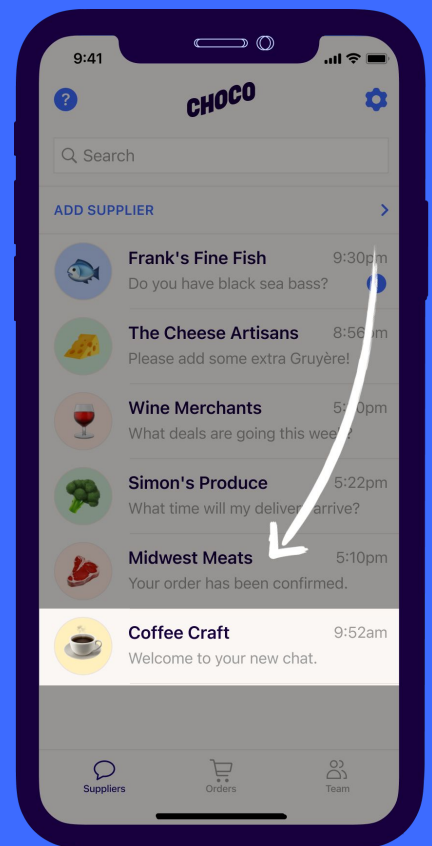 9:41
?
CHOCO
Search
ADD SUPPLIER
Frank's Fine Fish 9:30pm
Do you have black sea bass?
The Cheese Artisans 8:56pm
Please add some extra Gruyère!
Wine Merchants
What deals are going this week?
Simon's Produce 5:22pm
What time will my delivery arrive?
Midwest Meats 5:10pm
Your order has been confirmed.
Coffee Craft 9:52am
Welcome to your new chat.
Suppliers Orders Team